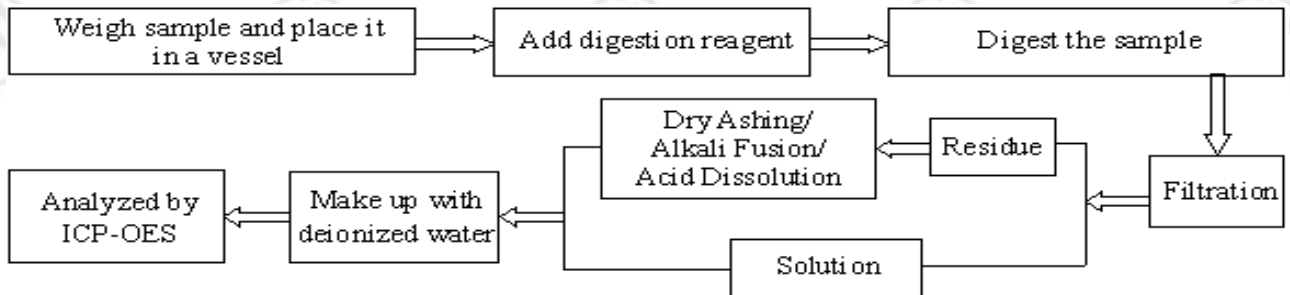 Weigh sample and place it
in a vessel
Add digestion reagent
Digest the sample
Filtration
Residue
Dry Ashing/
Alkali Fusion/
Acid Dissolution
Solution
Make up with
deionized water
Analyzed by
ICP-OES